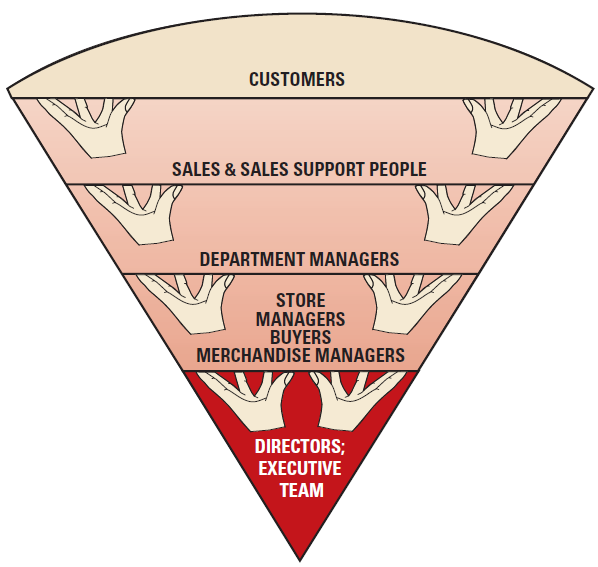 CUSTOMERS
SALES & SALES SUPPORT PEOPLE
DEPARTMENT MANAGERS
STORE
MANAGERS
BUYERS
MERCHANDISE MANAGERS
DIRECTORS;
EXECUTIVE
TEAM